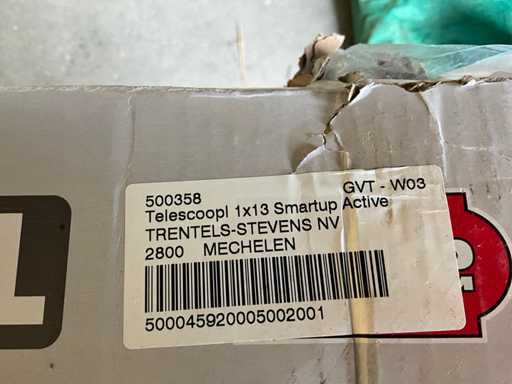 500358 GVT - W03
Telescoopl 1x13 Smartup Active
TRENTELS-STEVENS NV
2800 MECHELEN
500045920005002001